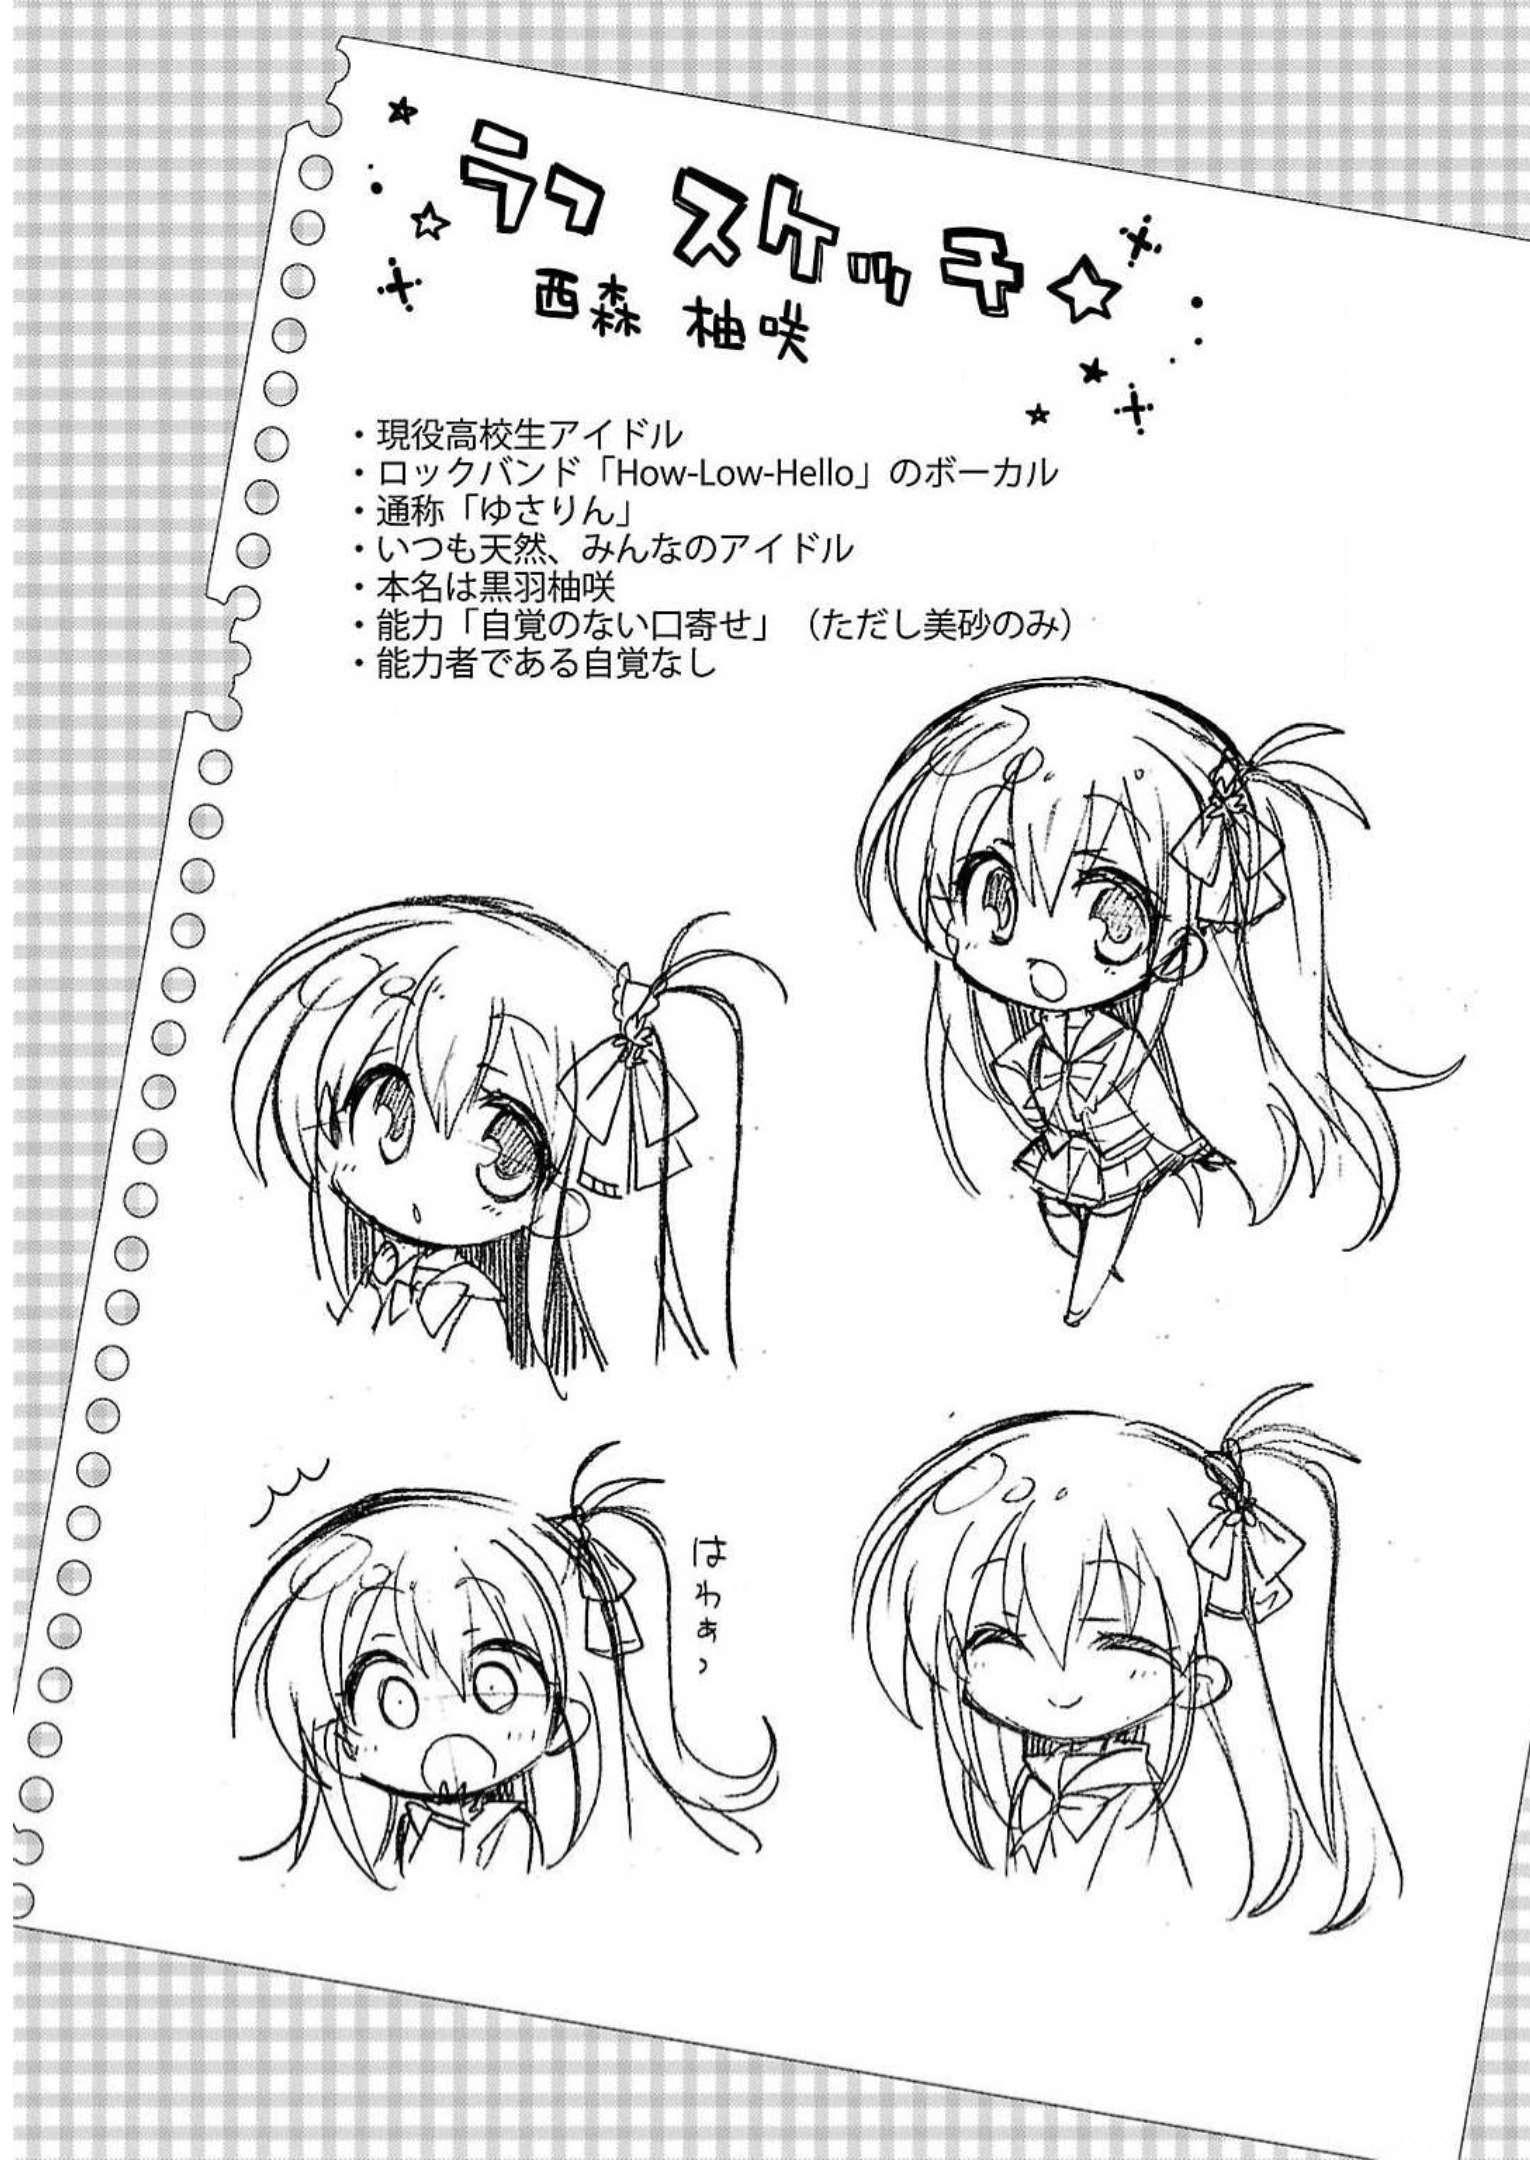 ラフ スケッチ☆
西森 柚咲
・現役高校生アイドル
・ロックバンド「How-Low-Hello」のボーカル
・通称「ゆさりん」
・いつも天然、みんなのアイドル
・本名は黒羽柚咲
・能力「自覚のない口寄せ」（ただし美砂のみ）
・能力者である自覚なし
はわぁっ